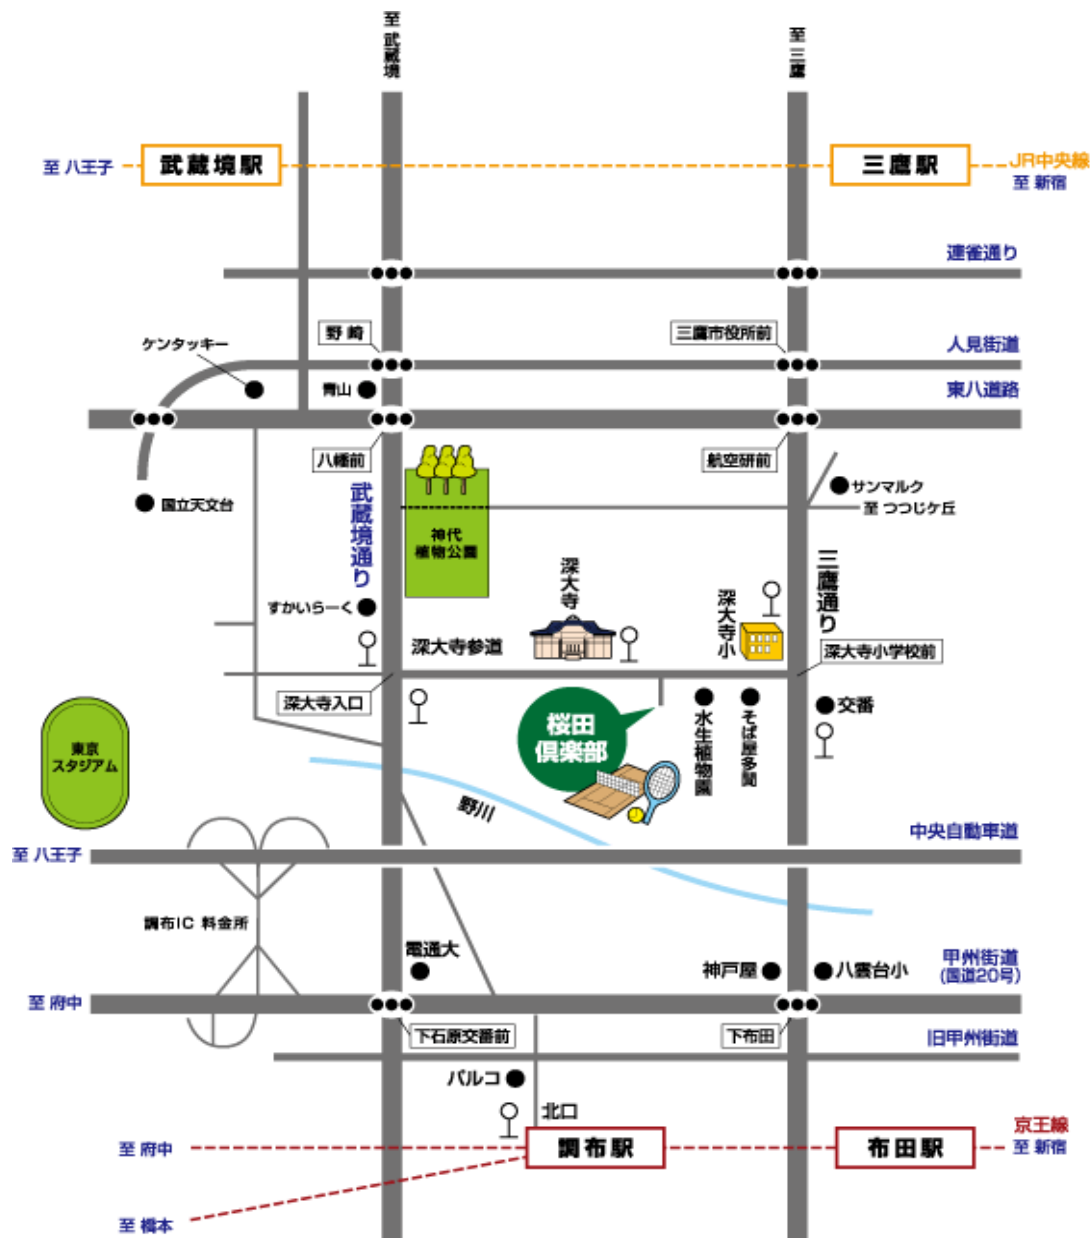 至 武蔵境
至 三鷹
至 八王子
武蔵境駅
三鷹駅
JR中央線
至 新宿
連雀通り
野崎
三鷹市役所前
人見街道
ケンタッキー
青山
東八道路
八幡前
航空研前
国立天文台
武蔵境通り
神代
植物公園
サンマルク
至 つつじケ丘
三鷹通り
すかいらーく
深大寺参道
深大寺
深大寺小
深大寺小学校前
深大寺入口
交番
東京
スタジアム
桜田
倶楽部
水生植物園
そば屋多聞
野川
中央自動車道
至 八王子
調布IC 料金所
電通大
神戸屋
八雲台小
甲州街道
(国道20号)
至 府中
下石原交番前
下布田
旧甲州街道
パルコ
北口
京王線
至 新宿
至 府中
調布駅
布田駅
至 橋本